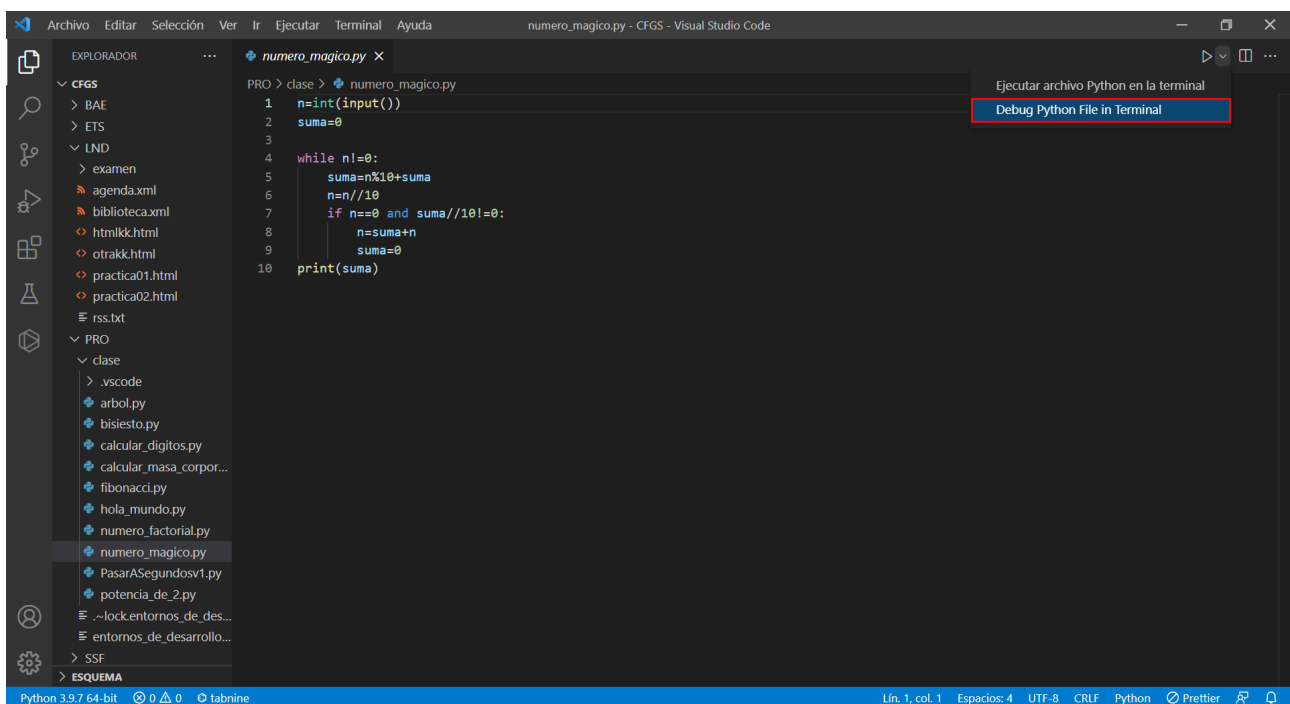 Archivo Editar Selección Ver Ir Ejecutar Terminal Ayuda
numero_magico.py - CFGS - Visual Studio Code
EXPLORADOR ...
CFGS
BAE
ETS
LND
examen
agenda.xml
biblioteca.xml
htmlkk.html
otrakk.html
practica01.html
practica02.html
rss.txt
PRO
clase
.vscode
arbol.py
bisiesto.py
calcular_digitos.py
calcular_masa_corpor...
fibonacci.py
hola_mundo.py
numero_factorial.py
numero_magico.py
PasarASegundosv1.py
potencia_de_2.py
.~lock.entornos_de_des...
entornos_de_desarrollo...
SSF
ESQUEMA
numero_magico.py
PRO > clase > numero_magico.py
1 n=int(input())
2 suma=0
3
4 while n!=0:
5 suma=n%10+suma
6 n=n//10
7 if n==0 and suma//10!=0:
8 n=suma+n
9 suma=0
10 print(suma)
Ejecutar archivo Python en la terminal
Debug Python File in Terminal
Python 3.9.7 64-bit 0 0 tabnine
Lín. 1, col. 1 Espacios: 4 UTF-8 CRLF Python Prettier